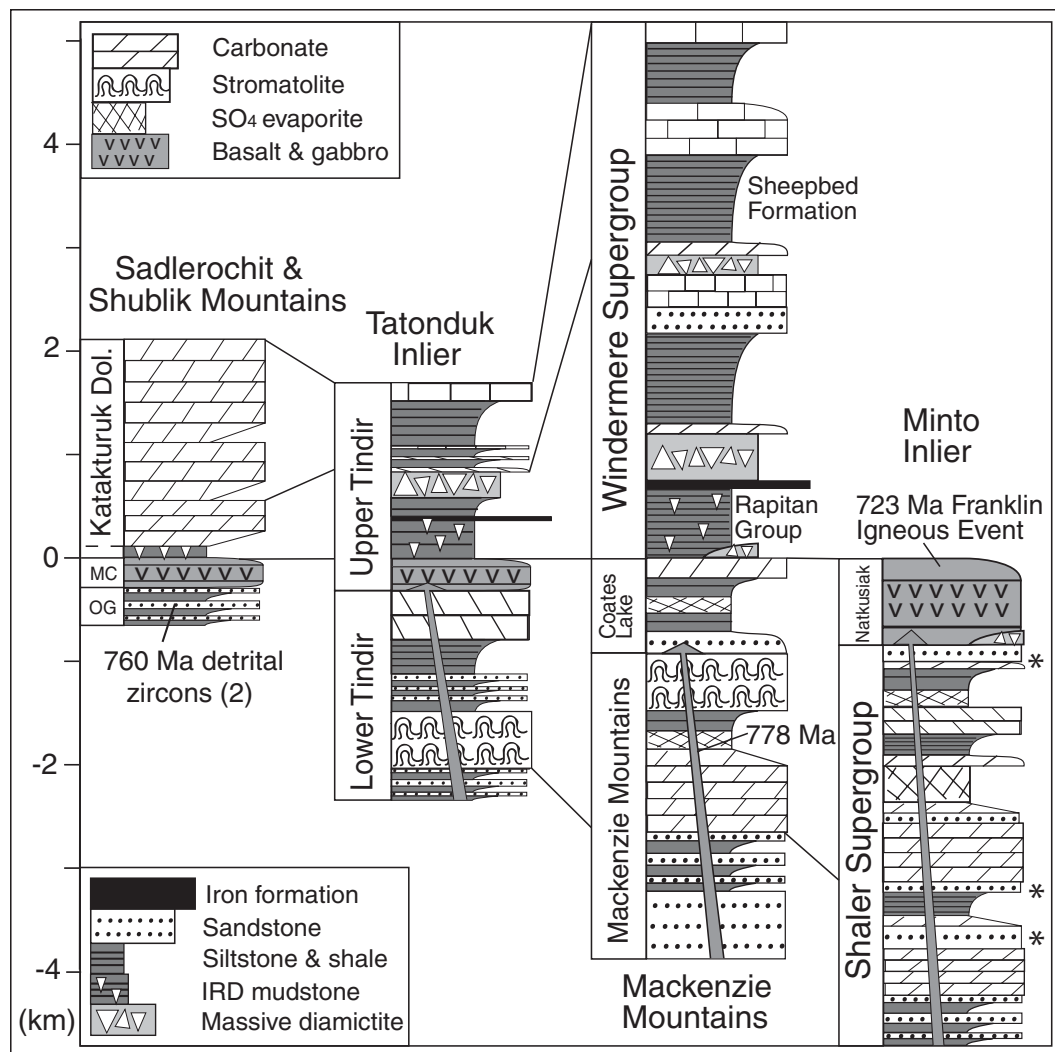 Carbonate
Stromatolite
SO4 evaporite
Basalt & gabbro
4
2
0
-2
-4
(km)
Sadlerochit &
Shublik Mountains
Katakturuk Dol.
MC
OG
760 Ma detrital
zircons (2)
Tatonduk
Inlier
Upper Tindir
Lower Tindir
Windermere Supergroup
Sheepbed
Formation
Rapitan
Group
Coates
Lake
Mackenzie Mountains
778 Ma
Mackenzie
Mountains
Minto
Inlier
723 Ma Franklin
Igneous Event
Natkusiak
Shaler Supergroup
*
*
*
Iron formation
Sandstone
Siltstone & shale
IRD mudstone
Massive diamictite